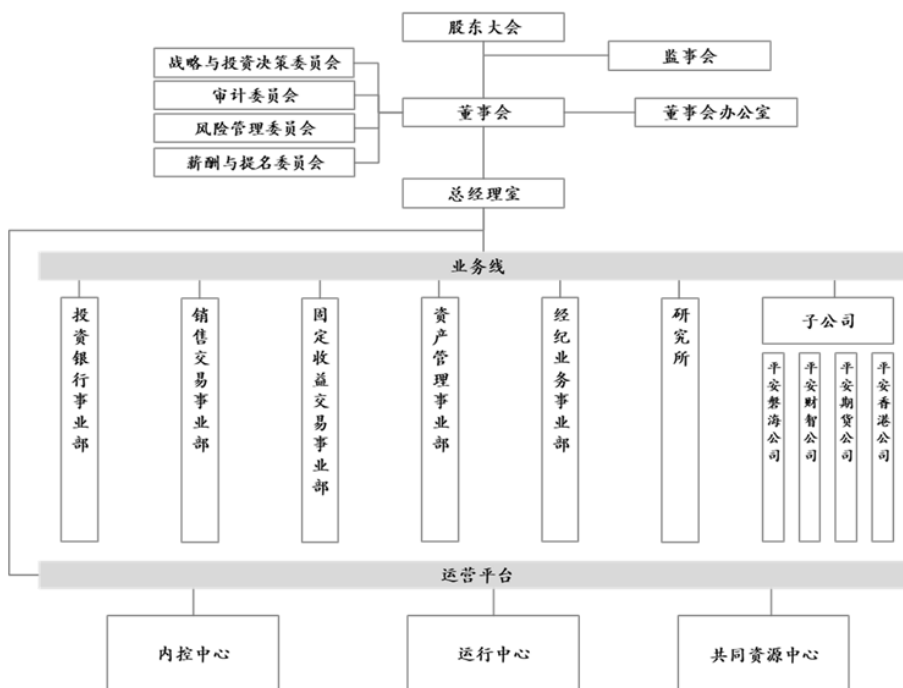 股东大会
监事会
战略与投资决策委员会
审计委员会
风险管理委员会
薪酬与提名委员会
董事会
董事会办公室
总经理室
业务线
投资银行事业部
销售交易事业部
固定收益交易事业部
资产管理事业部
经纪业务事业部
研究所
子公司
平安磐海公司
平安财智公司
平安期货公司
平安香港公司
运营平台
内控中心
运行中心
共同资源中心